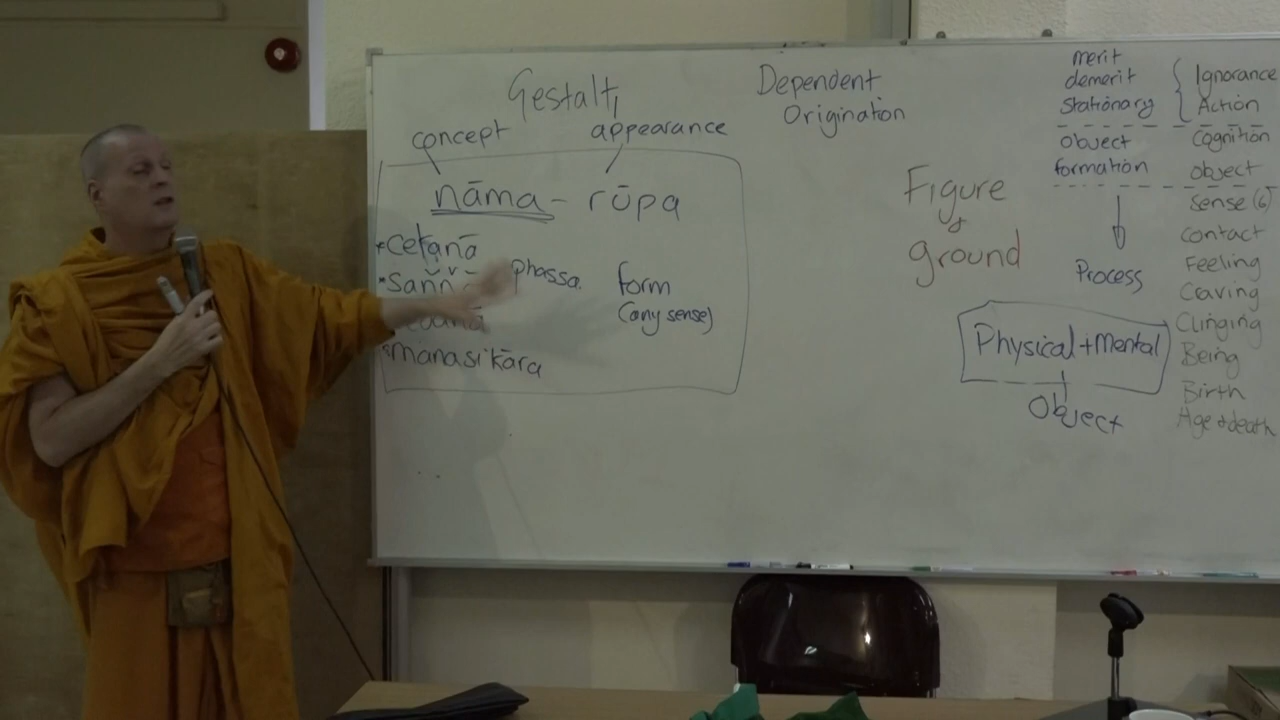 Gestalt,
concept appearance
nāma - rūpa
cetanā
phassa.
manasikāra
form
(any sense)
Dependent
Origination
Figure
&
ground
merit
demerit
Stationary
object
formation
Process
Physical + Mental
Object
Ignorance
Action
Cognition
object
sense (6)
contact
Feeling
Craving
Clinging
Being
Birth
Age + death